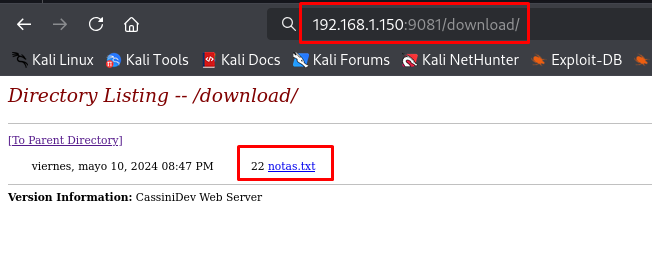 192.168.1.150:9081/download/
Kali Linux Kali Tools Kali Docs Kali Forums Kali NetHunter Exploit-DB
Directory Listing -- /download/
[To Parent Directory]
viernes, mayo 10, 2024 08:47 PM 22 notas.txt
Version Information: CassiniDev Web Server